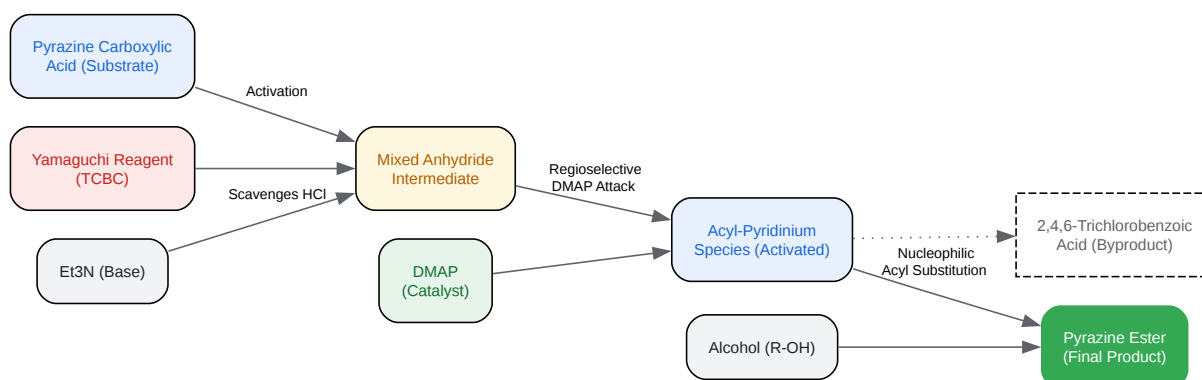 Pyrazine Carboxylic
Acid (Substrate)
Activation
Yamaguchi Reagent
(TCBC)
Scavenges HCl
Et3N (Base)
Mixed Anhydride
Intermediate
Regioselective
DMAP Attack
DMAP
(Catalyst)
Acyl-Pyridinium
Species (Activated)
2,4,6-Trichlorobenzoic
Acid (Byproduct)
Nucleophilic
Acyl Substitution
Alcohol (R-OH)
Pyrazine Ester
(Final Product)